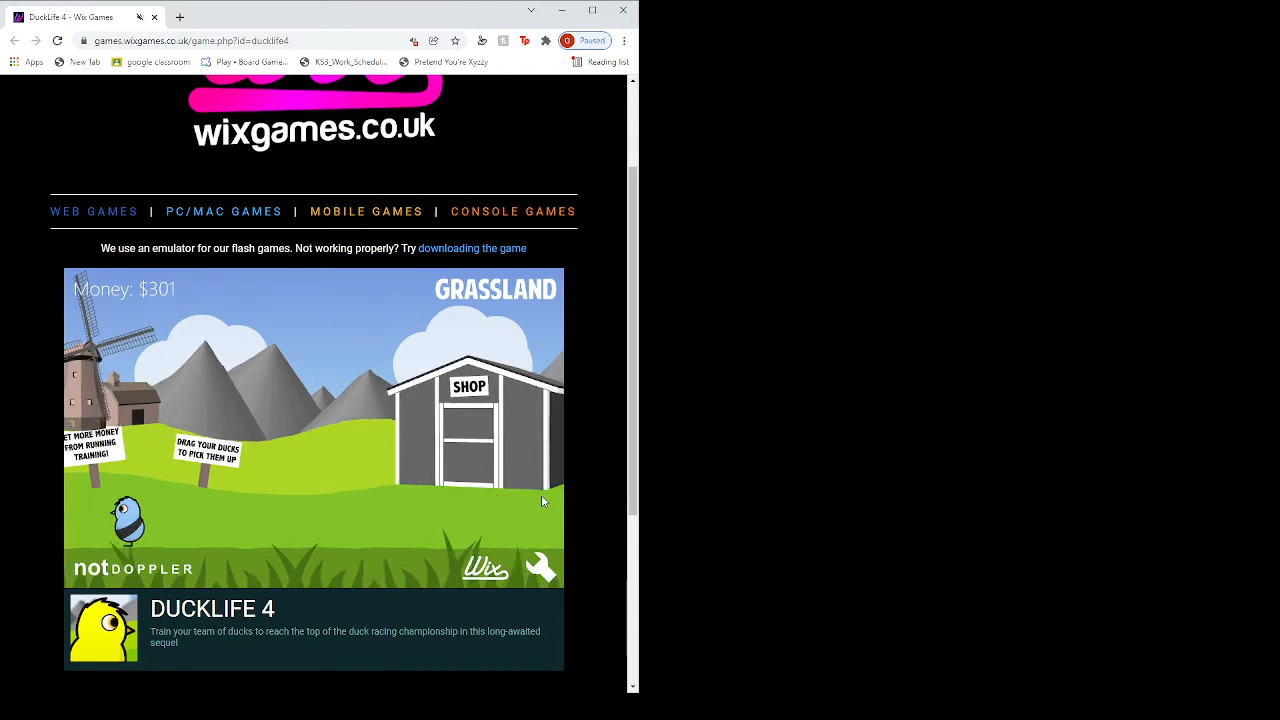 DuckLife 4 - Wix Games
games.wixgames.co.uk/game.php?id=ducklife4
Paused
Apps
New Tab
google classroom
Play • Board Game...
KS3_Work_Schedul...
Pretend You're Xyzzy
Reading list
wixgames.co.uk
WEB GAMES | PC/MAC GAMES | MOBILE GAMES | CONSOLE GAMES
We use an emulator for our flash games. Not working properly? Try downloading the game
Money: $301
GRASSLAND
SHOP
ET MORE MONEY
FROM RUNNING
TRAINING!
DRAG YOUR DUCKS
TO PICK THEM UP
notDOPPLER
Wix
DUCKLIFE 4
Train your team of ducks to reach the top of the duck racing championship in this long-awaited
sequel